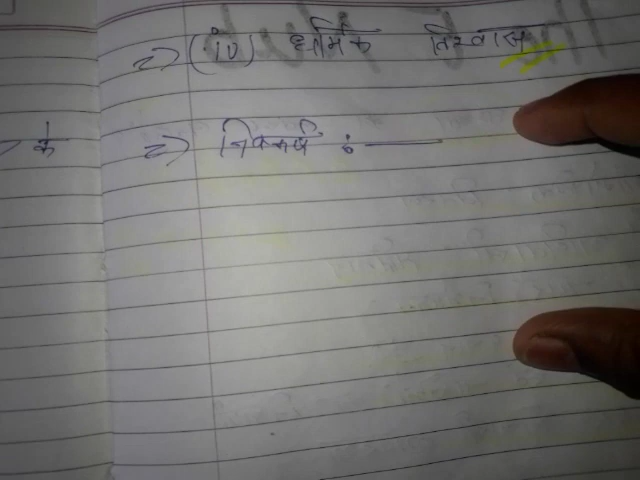 => (iv) धार्मिक विश्वास
के
=> निष्कर्ष :—